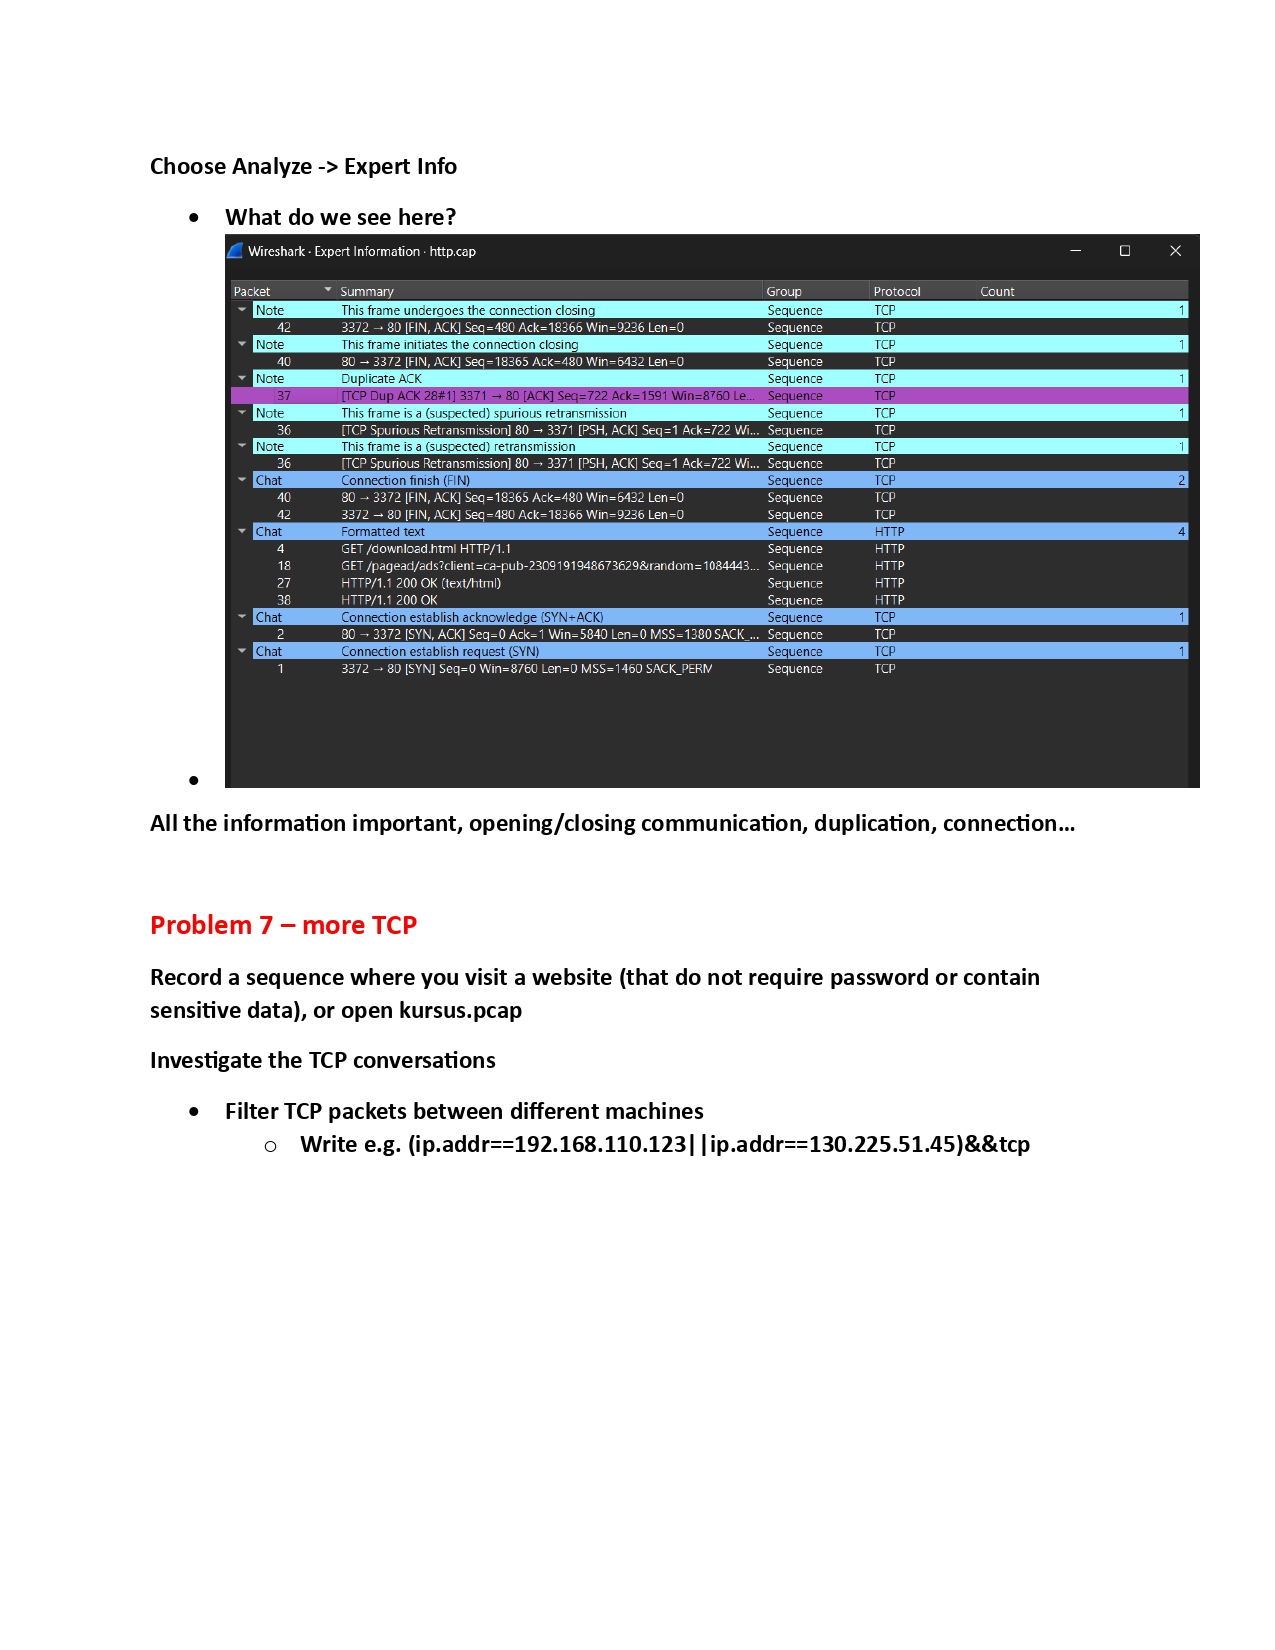 Choose Analyze -> Expert Info
• What do we see here?
Wireshark · Expert Information · http.cap
Packet Summary Group Protocol Count
Note This frame undergoes the connection closing Sequence TCP 1
42 3372 → 80 [FIN, ACK] Seq=480 Ack=18366 Win=9236 Len=0 Sequence TCP
Note This frame initiates the connection closing Sequence TCP 1
40 80 → 3372 [FIN, ACK] Seq=18365 Ack=480 Win=6432 Len=0 Sequence TCP
Note Duplicate ACK Sequence TCP 1
37 [TCP Dup ACK 28#1] 3371 → 80 [ACK] Seq=722 Ack=1591 Win=8760 Le... Sequence TCP
Note This frame is a (suspected) spurious retransmission Sequence TCP 1
36 [TCP Spurious Retransmission] 80 → 3371 [PSH, ACK] Seq=1 Ack=722 Wi... Sequence TCP
Note This frame is a (suspected) retransmission Sequence TCP 1
36 [TCP Spurious Retransmission] 80 → 3371 [PSH, ACK] Seq=1 Ack=722 Wi... Sequence TCP
Chat Connection finish (FIN) Sequence TCP 2
40 80 → 3372 [FIN, ACK] Seq=18365 Ack=480 Win=6432 Len=0 Sequence TCP
42 3372 → 80 [FIN, ACK] Seq=480 Ack=18366 Win=9236 Len=0 Sequence TCP
Chat Formatted text Sequence HTTP 4
4 GET /download.html HTTP/1.1 Sequence HTTP
18 GET /pagead/ads?client=ca-pub-2309191948673629&random=1084443... Sequence HTTP
27 HTTP/1.1 200 OK (text/html) Sequence HTTP
38 HTTP/1.1 200 OK Sequence HTTP
Chat Connection establish acknowledge (SYN+ACK) Sequence TCP 1
2 80 → 3372 [SYN, ACK] Seq=0 Ack=1 Win=5840 Len=0 MSS=1380 SACK_... Sequence TCP
Chat Connection establish request (SYN) Sequence TCP 1
1 3372 → 80 [SYN] Seq=0 Win=8760 Len=0 MSS=1460 SACK_PERM Sequence TCP
•
All the information important, opening/closing communication, duplication, connection...
Problem 7 – more TCP
Record a sequence where you visit a website (that do not require password or contain
sensitive data), or open kursus.pcap
Investigate the TCP conversations
• Filter TCP packets between different machines
o Write e.g. (ip.addr==192.168.110.123||ip.addr==130.225.51.45)&&tcp